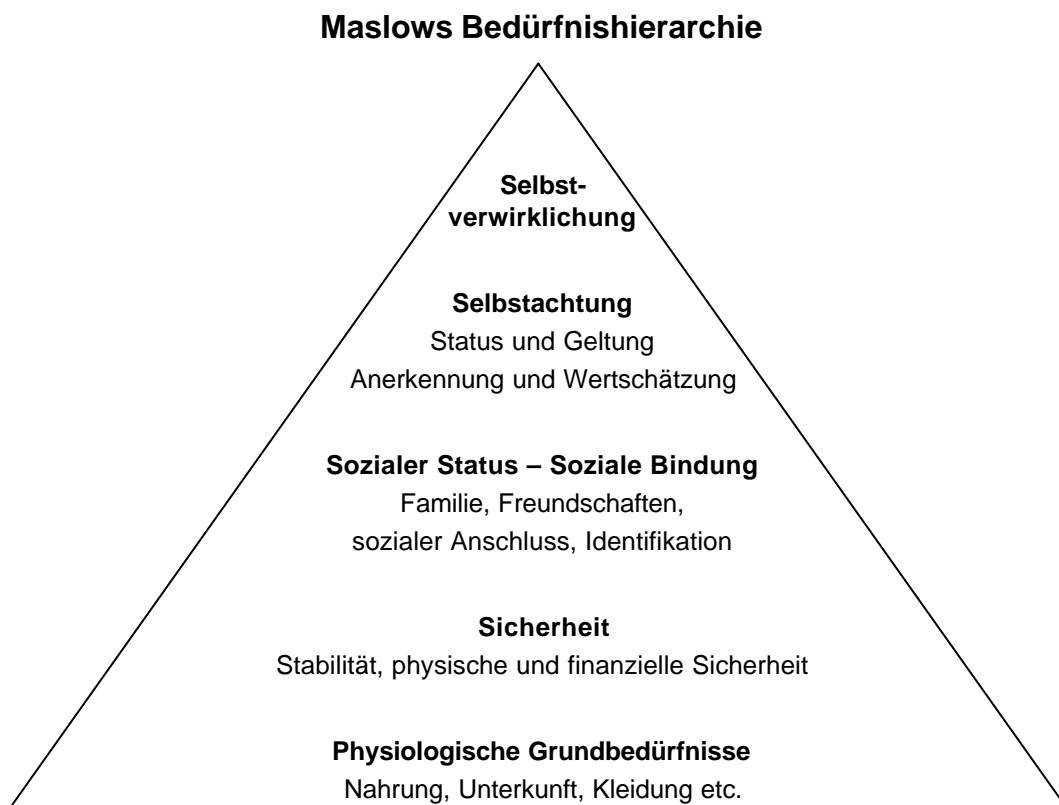 Maslows Bedürfnishierarchie
Selbst-
verwirklichung
Selbstachtung
Status und Geltung
Anerkennung und Wertschätzung
Sozialer Status – Soziale Bindung
Familie, Freundschaften,
sozialer Anschluss, Identifikation
Sicherheit
Stabilität, physische und finanzielle Sicherheit
Physiologische Grundbedürfnisse
Nahrung, Unterkunft, Kleidung etc.